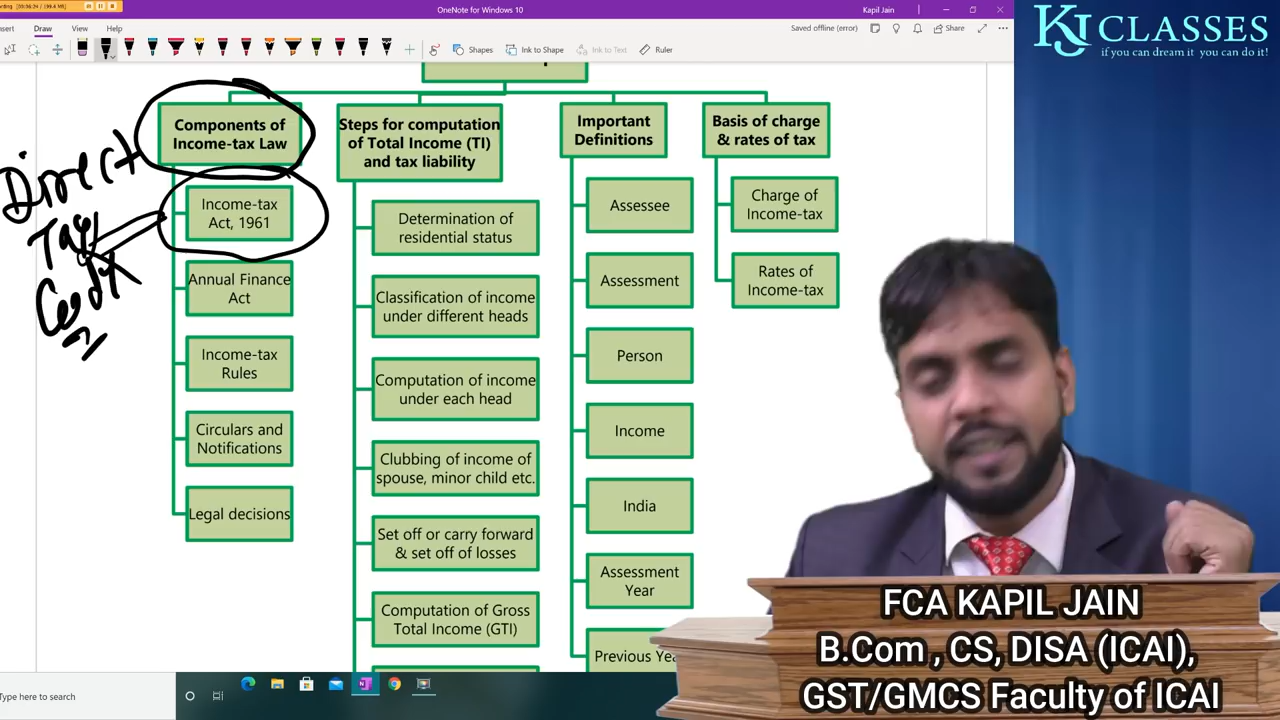 OneNote for Windows 10
Kapil Jain
Insert
Draw
View
Help
Saved offline (error)
Share
Shapes
Ink to Shape
Ink to Text
Ruler
KJ CLASSES
if you can dream it you can do it!
Components of
Income-tax Law
Income-tax
Act, 1961
Annual Finance
Act
Income-tax
Rules
Circulars and
Notifications
Legal decisions
Direct
Tax
Code
Steps for computation
of Total Income (TI)
and tax liability
Determination of
residential status
Classification of income
under different heads
Computation of income
under each head
Clubbing of income of
spouse, minor child etc.
Set off or carry forward
& set off of losses
Computation of Gross
Total Income (GTI)
Important
Definitions
Assessee
Assessment
Person
Income
India
Assessment
Year
Previous Yea
Basis of charge
& rates of tax
Charge of
Income-tax
Rates of
Income-tax
FCA KAPIL JAIN
B.Com , CS, DISA (ICAI),
GST/GMCS Faculty of ICAI
Type here to search